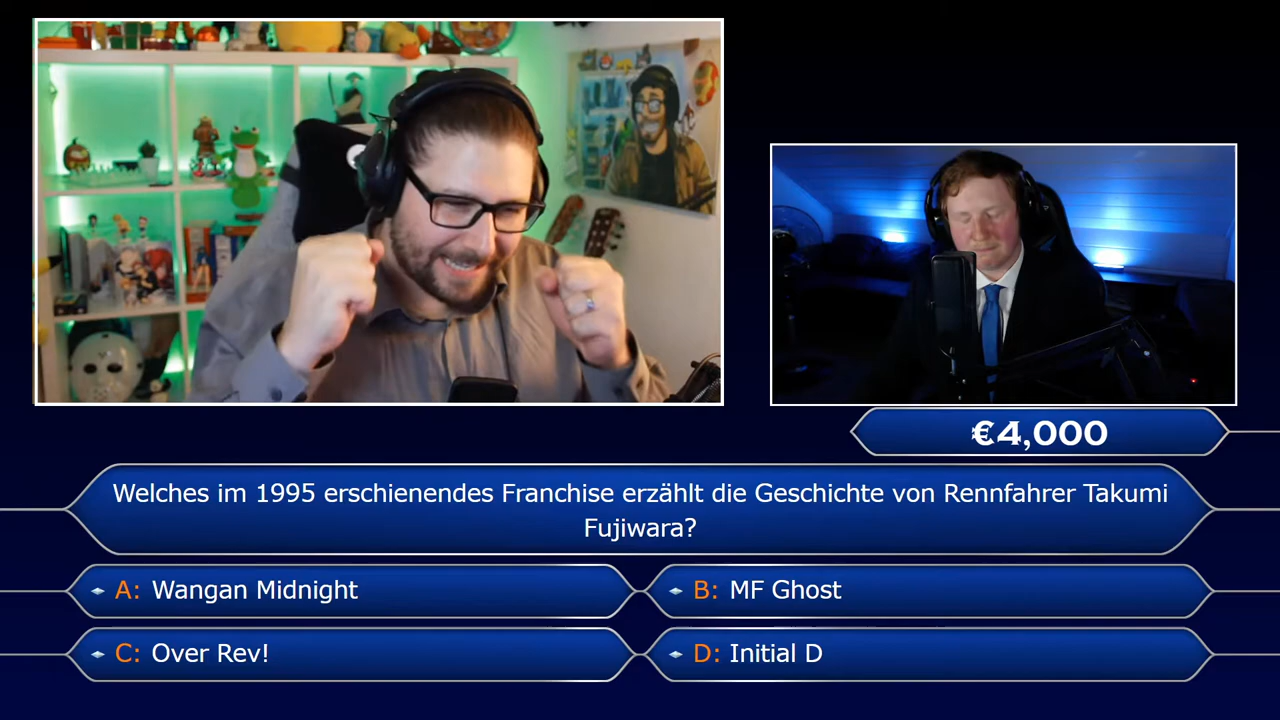 €4,000
Welches im 1995 erschienendes Franchise erzählt die Geschichte von Rennfahrer Takumi
Fujiwara?
A: Wangan Midnight
B: MF Ghost
C: Over Rev!
D: Initial D